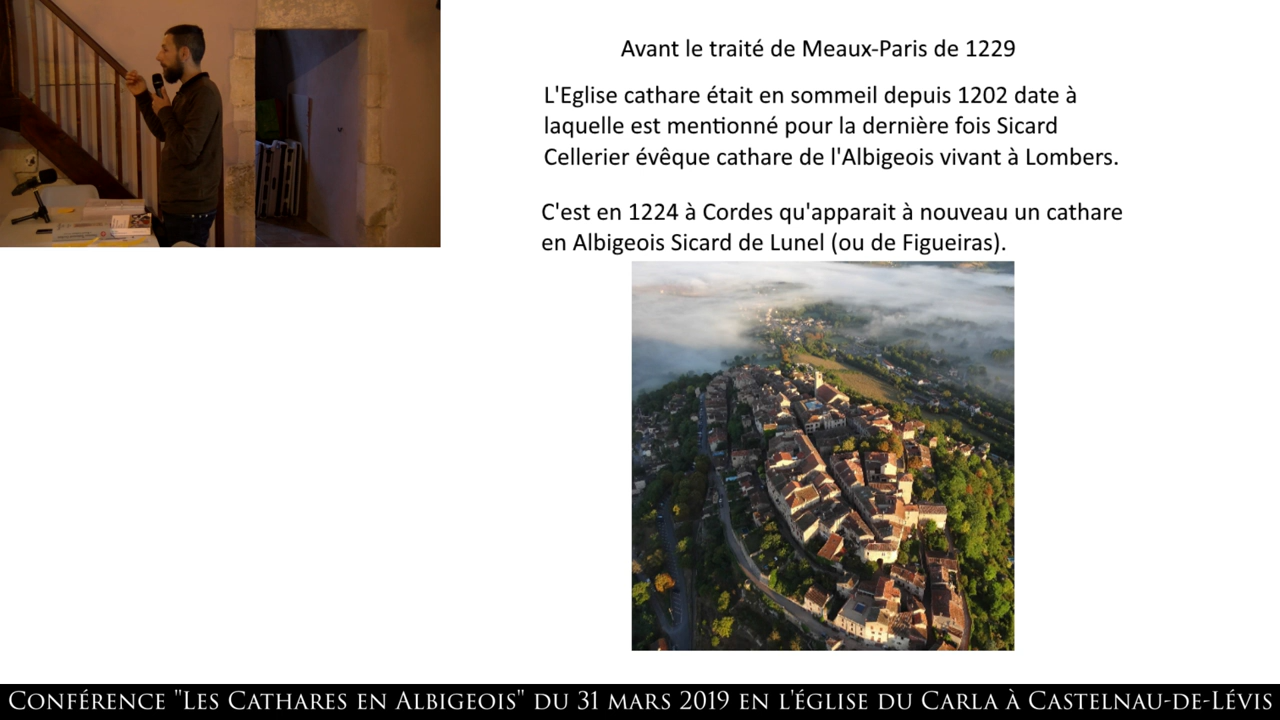 Avant le traité de Meaux-Paris de 1229
L'Eglise cathare était en sommeil depuis 1202 date à
laquelle est mentionné pour la dernière fois Sicard
Cellerier évêque cathare de l'Albigeois vivant à Lombers.
C'est en 1224 à Cordes qu'apparait à nouveau un cathare
en Albigeois Sicard de Lunel (ou de Figueiras).
Conférence "Les Cathares en Albigeois" du 31 mars 2019 en l'église du Carla à Castelnau-de-Lévis